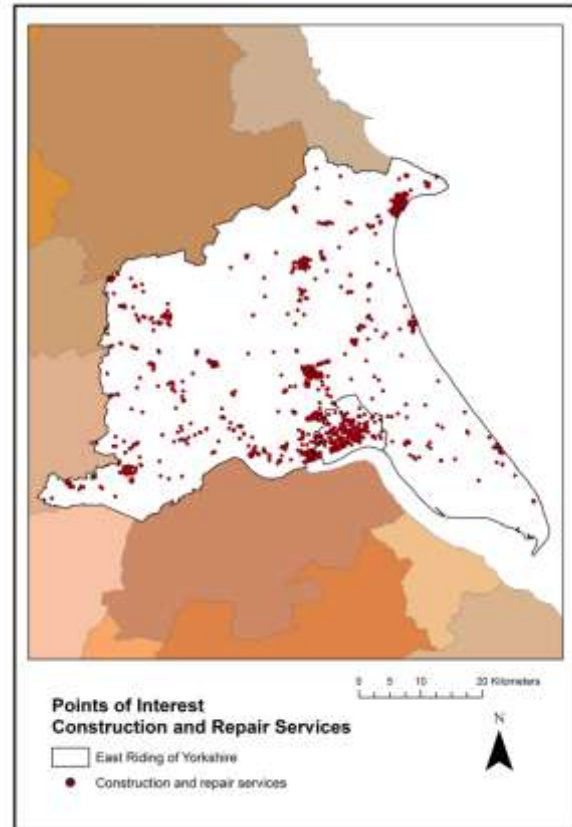 0 5 10 20 Kilometers
Points of Interest
Construction and Repair Services
N
East Riding of Yorkshire
Construction and repair services